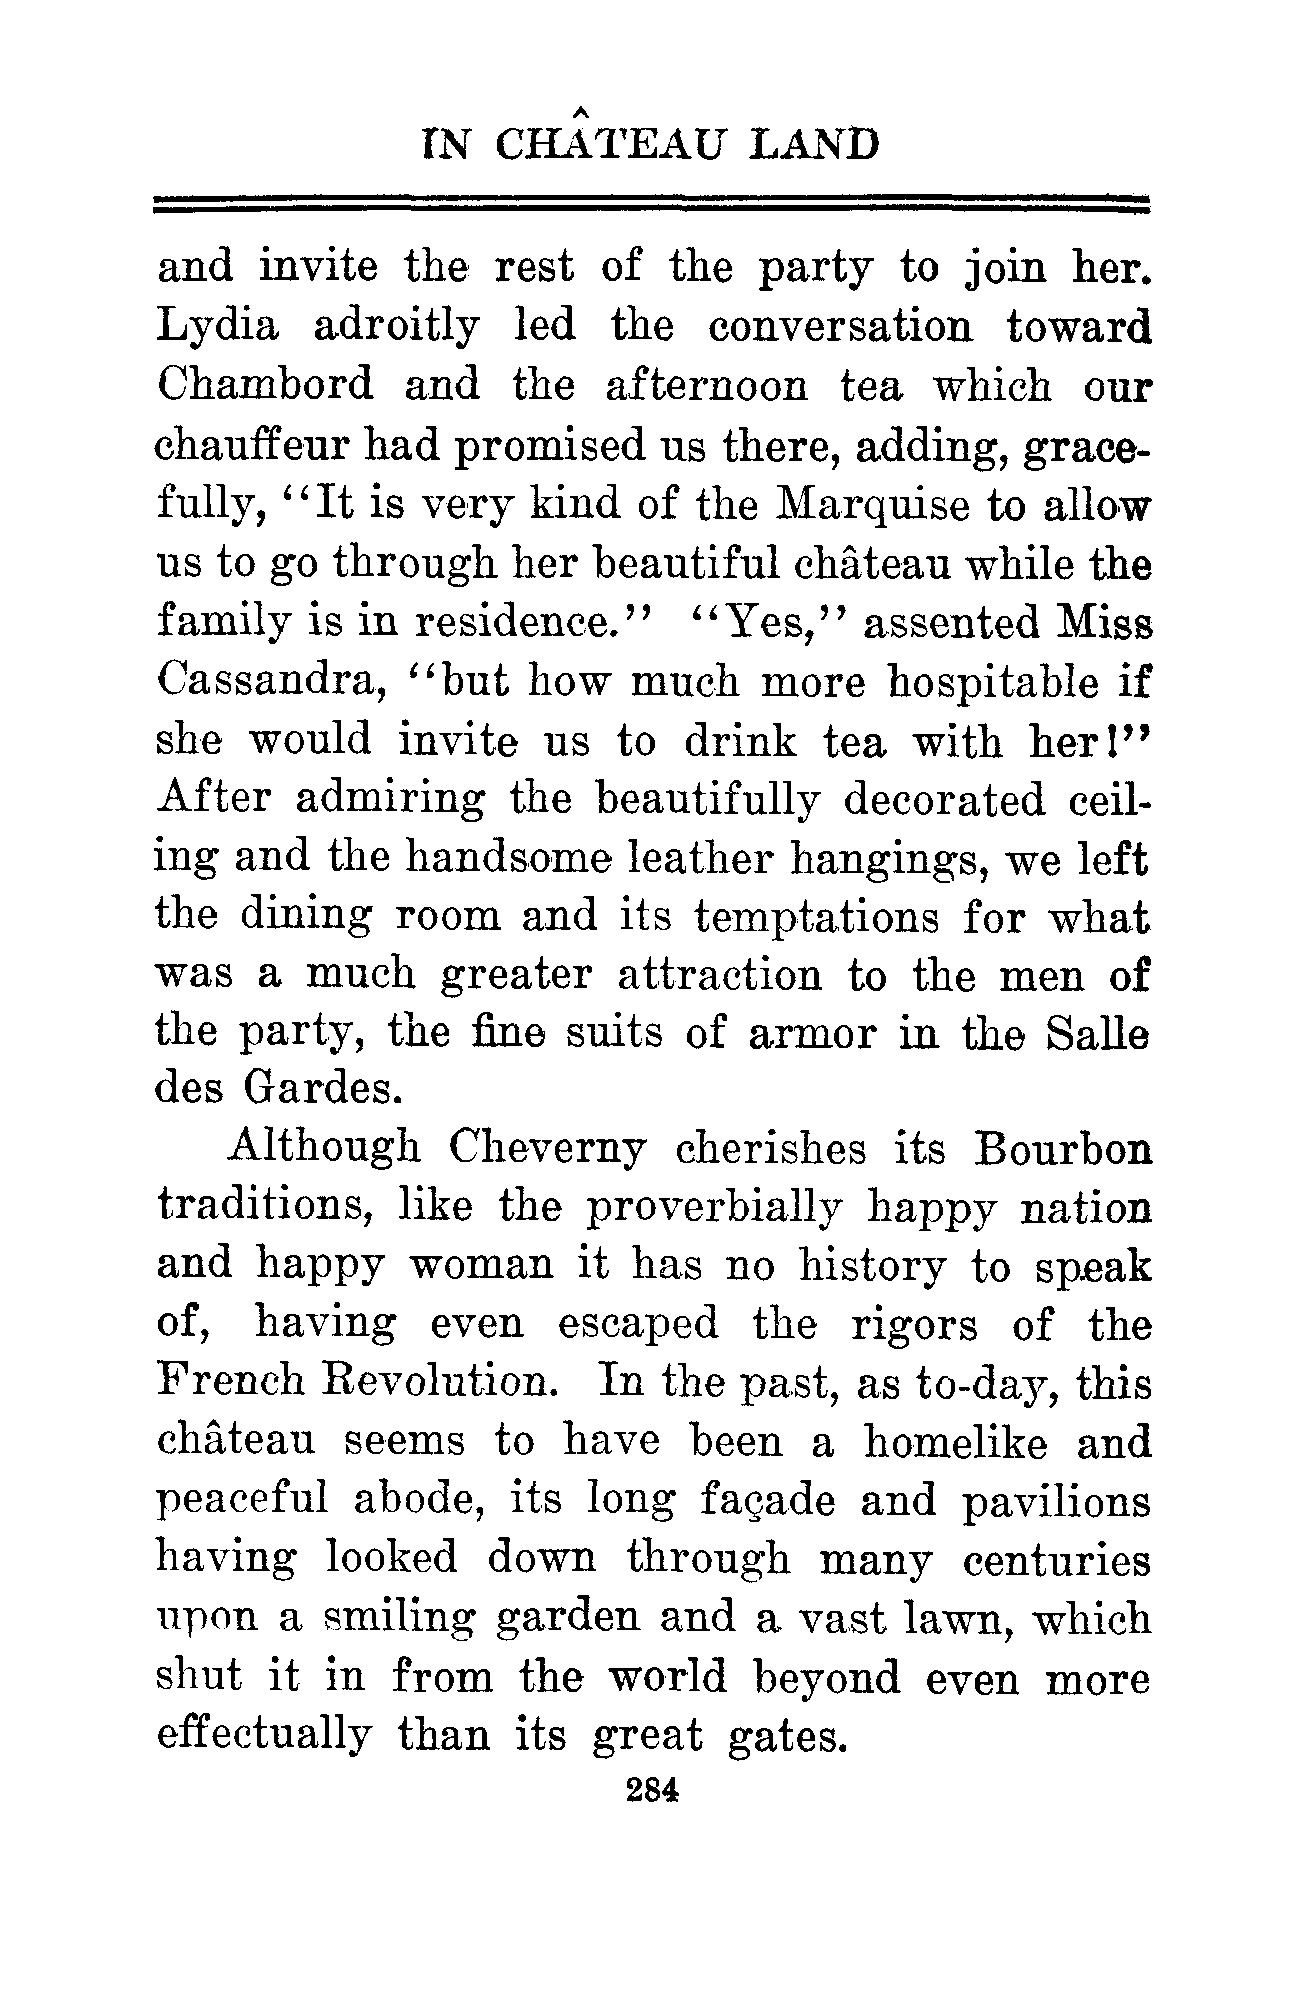 IN CHÂTEAU LAND
and invite the rest of the party to join her.
Lydia adroitly led the conversation toward
Chambord and the afternoon tea which our
chauffeur had promised us there, adding, grace-
fully, "It is very kind of the Marquise to allow
us to go through her beautiful château while the
family is in residence." "Yes," assented Miss
Cassandra, "but how much more hospitable if
she would invite us to drink tea with her!"
After admiring the beautifully decorated ceil-
ing and the handsome leather hangings, we left
the dining room and its temptations for what
was a much greater attraction to the men of
the party, the fine suits of armor in the Salle
des Gardes.
Although Cheverny cherishes its Bourbon
traditions, like the proverbially happy nation
and happy woman it has no history to speak
of, having even escaped the rigors of the
French Revolution. In the past, as to-day, this
château seems to have been a homelike and
peaceful abode, its long façade and pavilions
having looked down through many centuries
upon a smiling garden and a vast lawn, which
shut it in from the world beyond even more
effectually than its great gates.
284